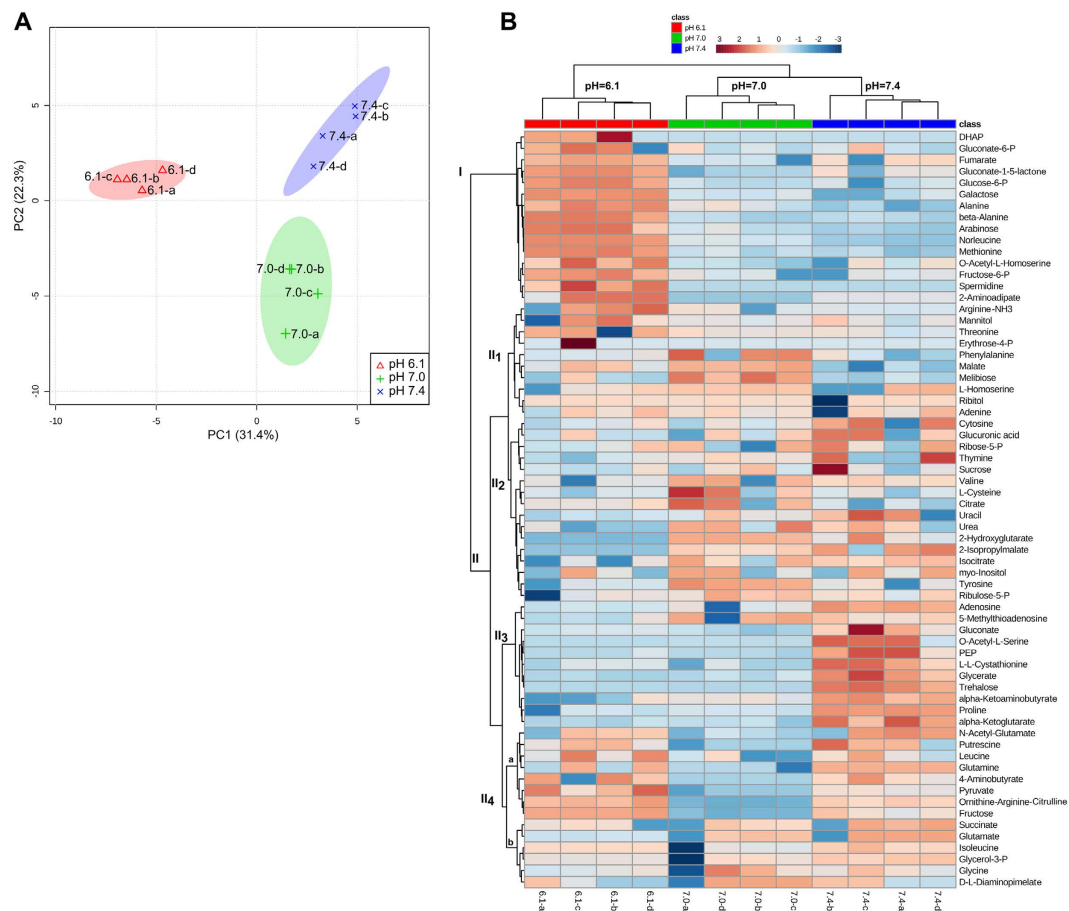 A
B
class
pH 6.1
pH 7.0
pH 7.4
3 2 1 0 -1 -2 -3
5
0
-5
-10
-10 -5 0 5
PC2 (22.3%)
PC1 (31.4%)
7.4-c
7.4-b
7.4-a
7.4-d
6.1-c
6.1-b
6.1-d
6.1-a
7.0-d
7.0-b
7.0-c
7.0-a
pH 6.1
pH 7.0
pH 7.4
pH=6.1 pH=7.0 pH=7.4
I
II
II1
II2
II3
II4
a
b
class
DHAP
Gluconate-6-P
Fumarate
Gluconate-1-5-lactone
Glucose-6-P
Galactose
Alanine
beta-Alanine
Arabinose
Norleucine
Methionine
O-Acetyl-L-Homoserine
Fructose-6-P
Spermidine
2-Aminoadipate
Arginine-NH3
Mannitol
Threonine
Erythrose-4-P
Phenylalanine
Malate
Melibiose
L-Homoserine
Ribitol
Adenine
Cytosine
Glucuronic acid
Ribose-5-P
Thymine
Sucrose
Valine
L-Cysteine
Citrate
Uracil
Urea
2-Hydroxyglutarate
2-Isopropylmalate
Isocitrate
myo-Inositol
Tyrosine
Ribulose-5-P
Adenosine
5-Methylthioadenosine
Gluconate
O-Acetyl-L-Serine
PEP
L-L-Cystathionine
Glycerate
Trehalose
alpha-Ketoaminobutyrate
Proline
alpha-Ketoglutarate
N-Acetyl-Glutamate
Putrescine
Leucine
Glutamine
4-Aminobutyrate
Pyruvate
Ornithine-Arginine-Citrulline
Fructose
Succinate
Glutamate
Isoleucine
Glycerol-3-P
Glycine
D-L-Diaminopimelate
6.1-a
6.1-c
6.1-b
6.1-d
7.0-a
7.0-d
7.0-b
7.0-c
7.4-b
7.4-c
7.4-a
7.4-d